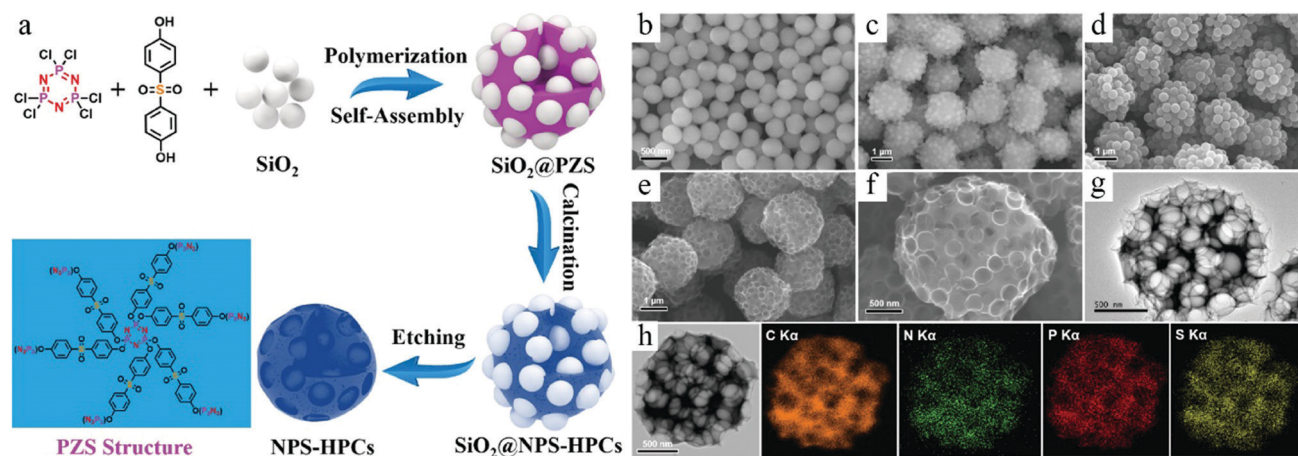 a
OH
Cl Cl
P
N N
Cl P P Cl
Cl N Cl
+
O=S=O
OH
+
SiO₂
Polymerization
Self-Assembly
SiO₂@PZS
Calcination
SiO₂@NPS-HPCs
Etching
NPS-HPCs
PZS Structure
b
500 nm
c
1 µm
d
1 µm
e
1 µm
f
500 nm
g
500 nm
h
500 nm
C Kα
N Kα
P Kα
S Kα